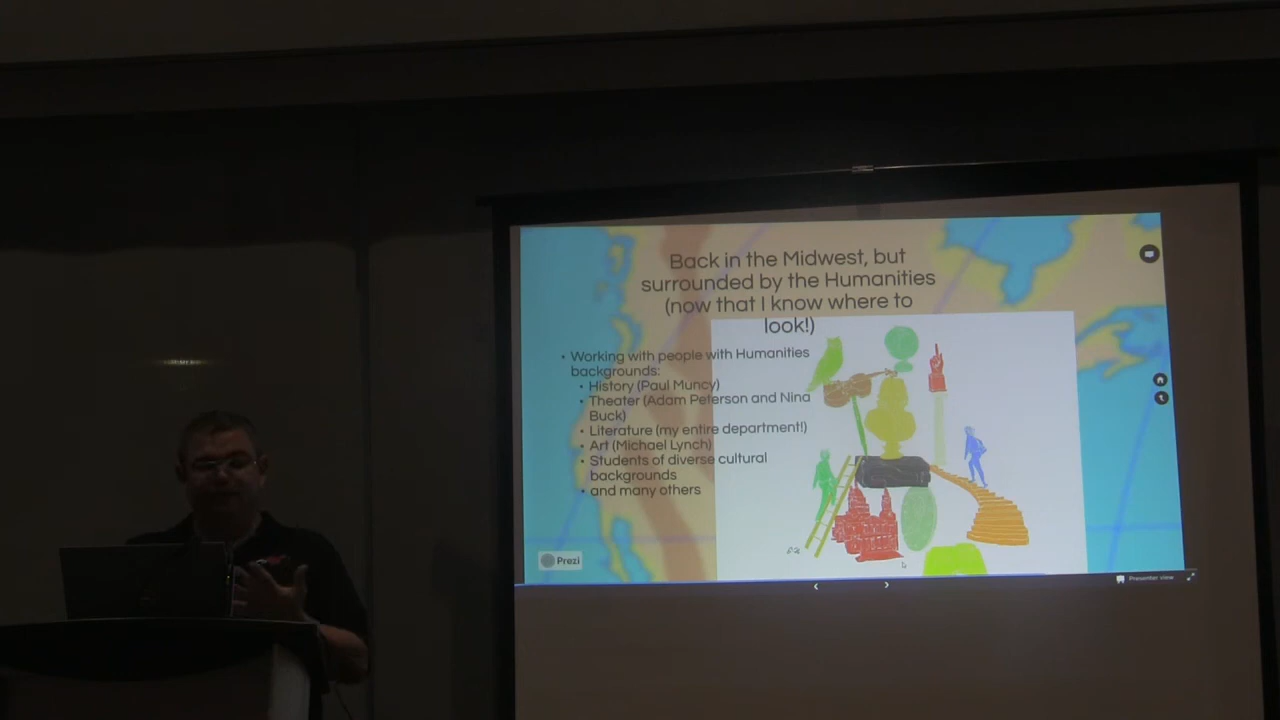 Back in the Midwest, but
surrounded by the Humanities
(now that I know where to
look!)
• Working with people with Humanities
backgrounds:
• History (Paul Muncy)
• Theater (Adam Peterson and Nina
Buck)
• Literature (my entire department!)
• Art (Michael Lynch)
• Students of diverse cultural
backgrounds
• and many others
Prezi
Presenter view